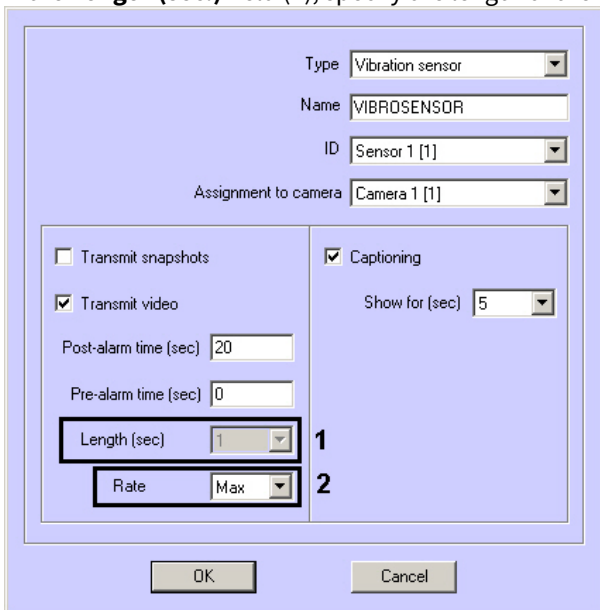 Type Vibration sensor
Name VIBROSENSOR
ID Sensor 1 [1]
Assignment to camera Camera 1 [1]
Transmit snapshots
Captioning
Transmit video
Show for (sec) 5
Post-alarm time (sec) 20
Pre-alarm time (sec) 0
Length (sec) 1 1
Rate Max 2
OK Cancel